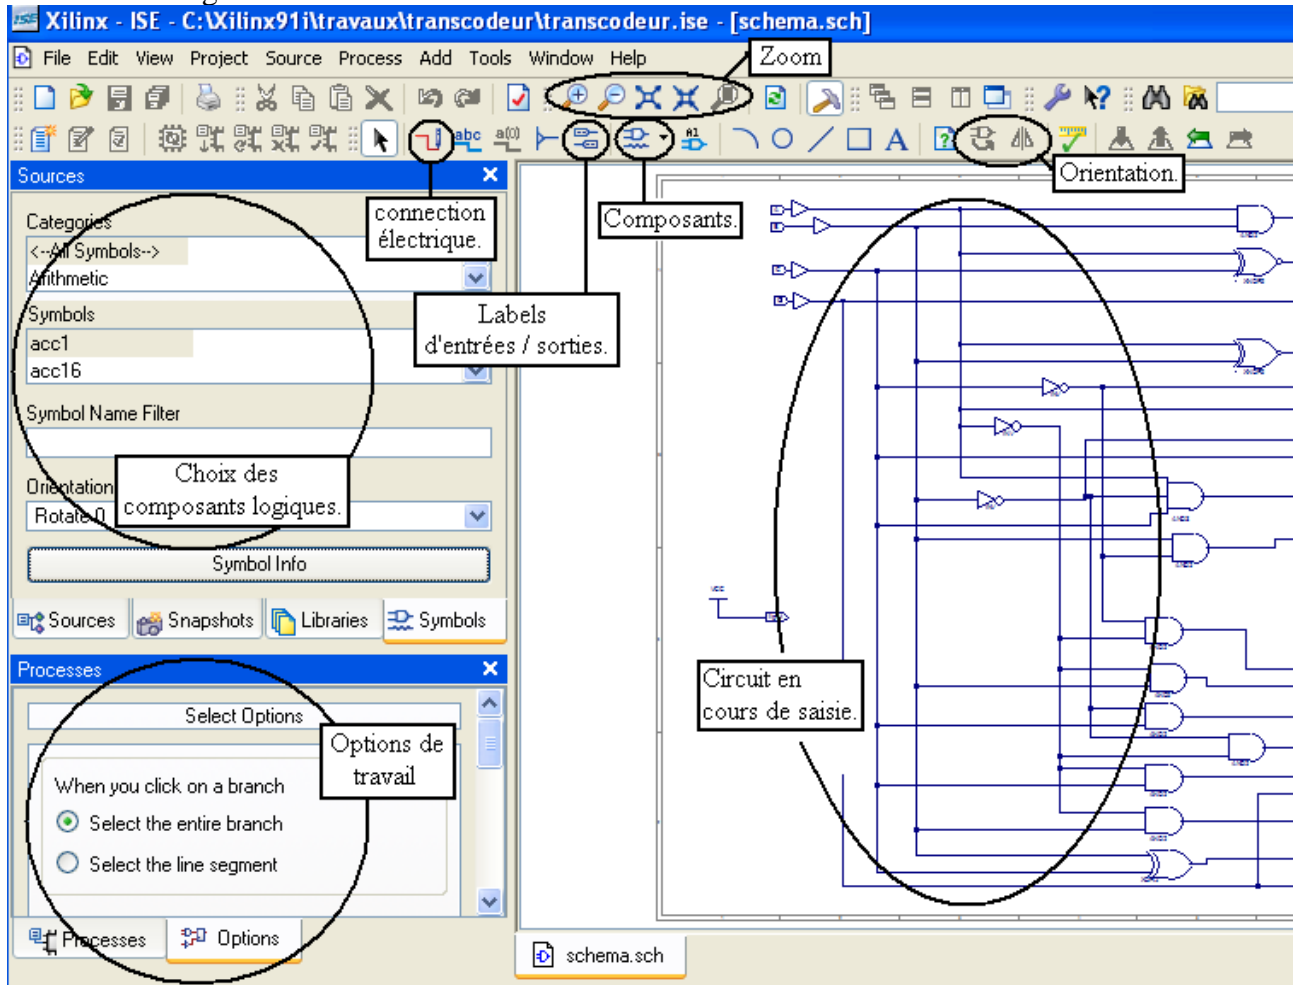 Xilinx - ISE - C:\Xilinx91i\travaux\transcodeur\transcodeur.ise - [schema.sch]
File Edit View Project Source Process Add Tools Window Help
Zoom
abc
a(0)
A1
A
Orientation.
Sources
connection
électrique.
Composants.
Categories
<--All Symbols-->
Arithmetic
Labels
d'entrées / sorties.
Symbols
acc1
acc16
Symbol Name Filter
Choix des
composants logiques.
Orientation
Rotate 0
Symbol Info
Sources Snapshots Libraries Symbols
VCC
Processes
Circuit en
cours de saisie.
Select Options
Options de
travail
When you click on a branch
Select the entire branch
Select the line segment
Processes Options
schema.sch